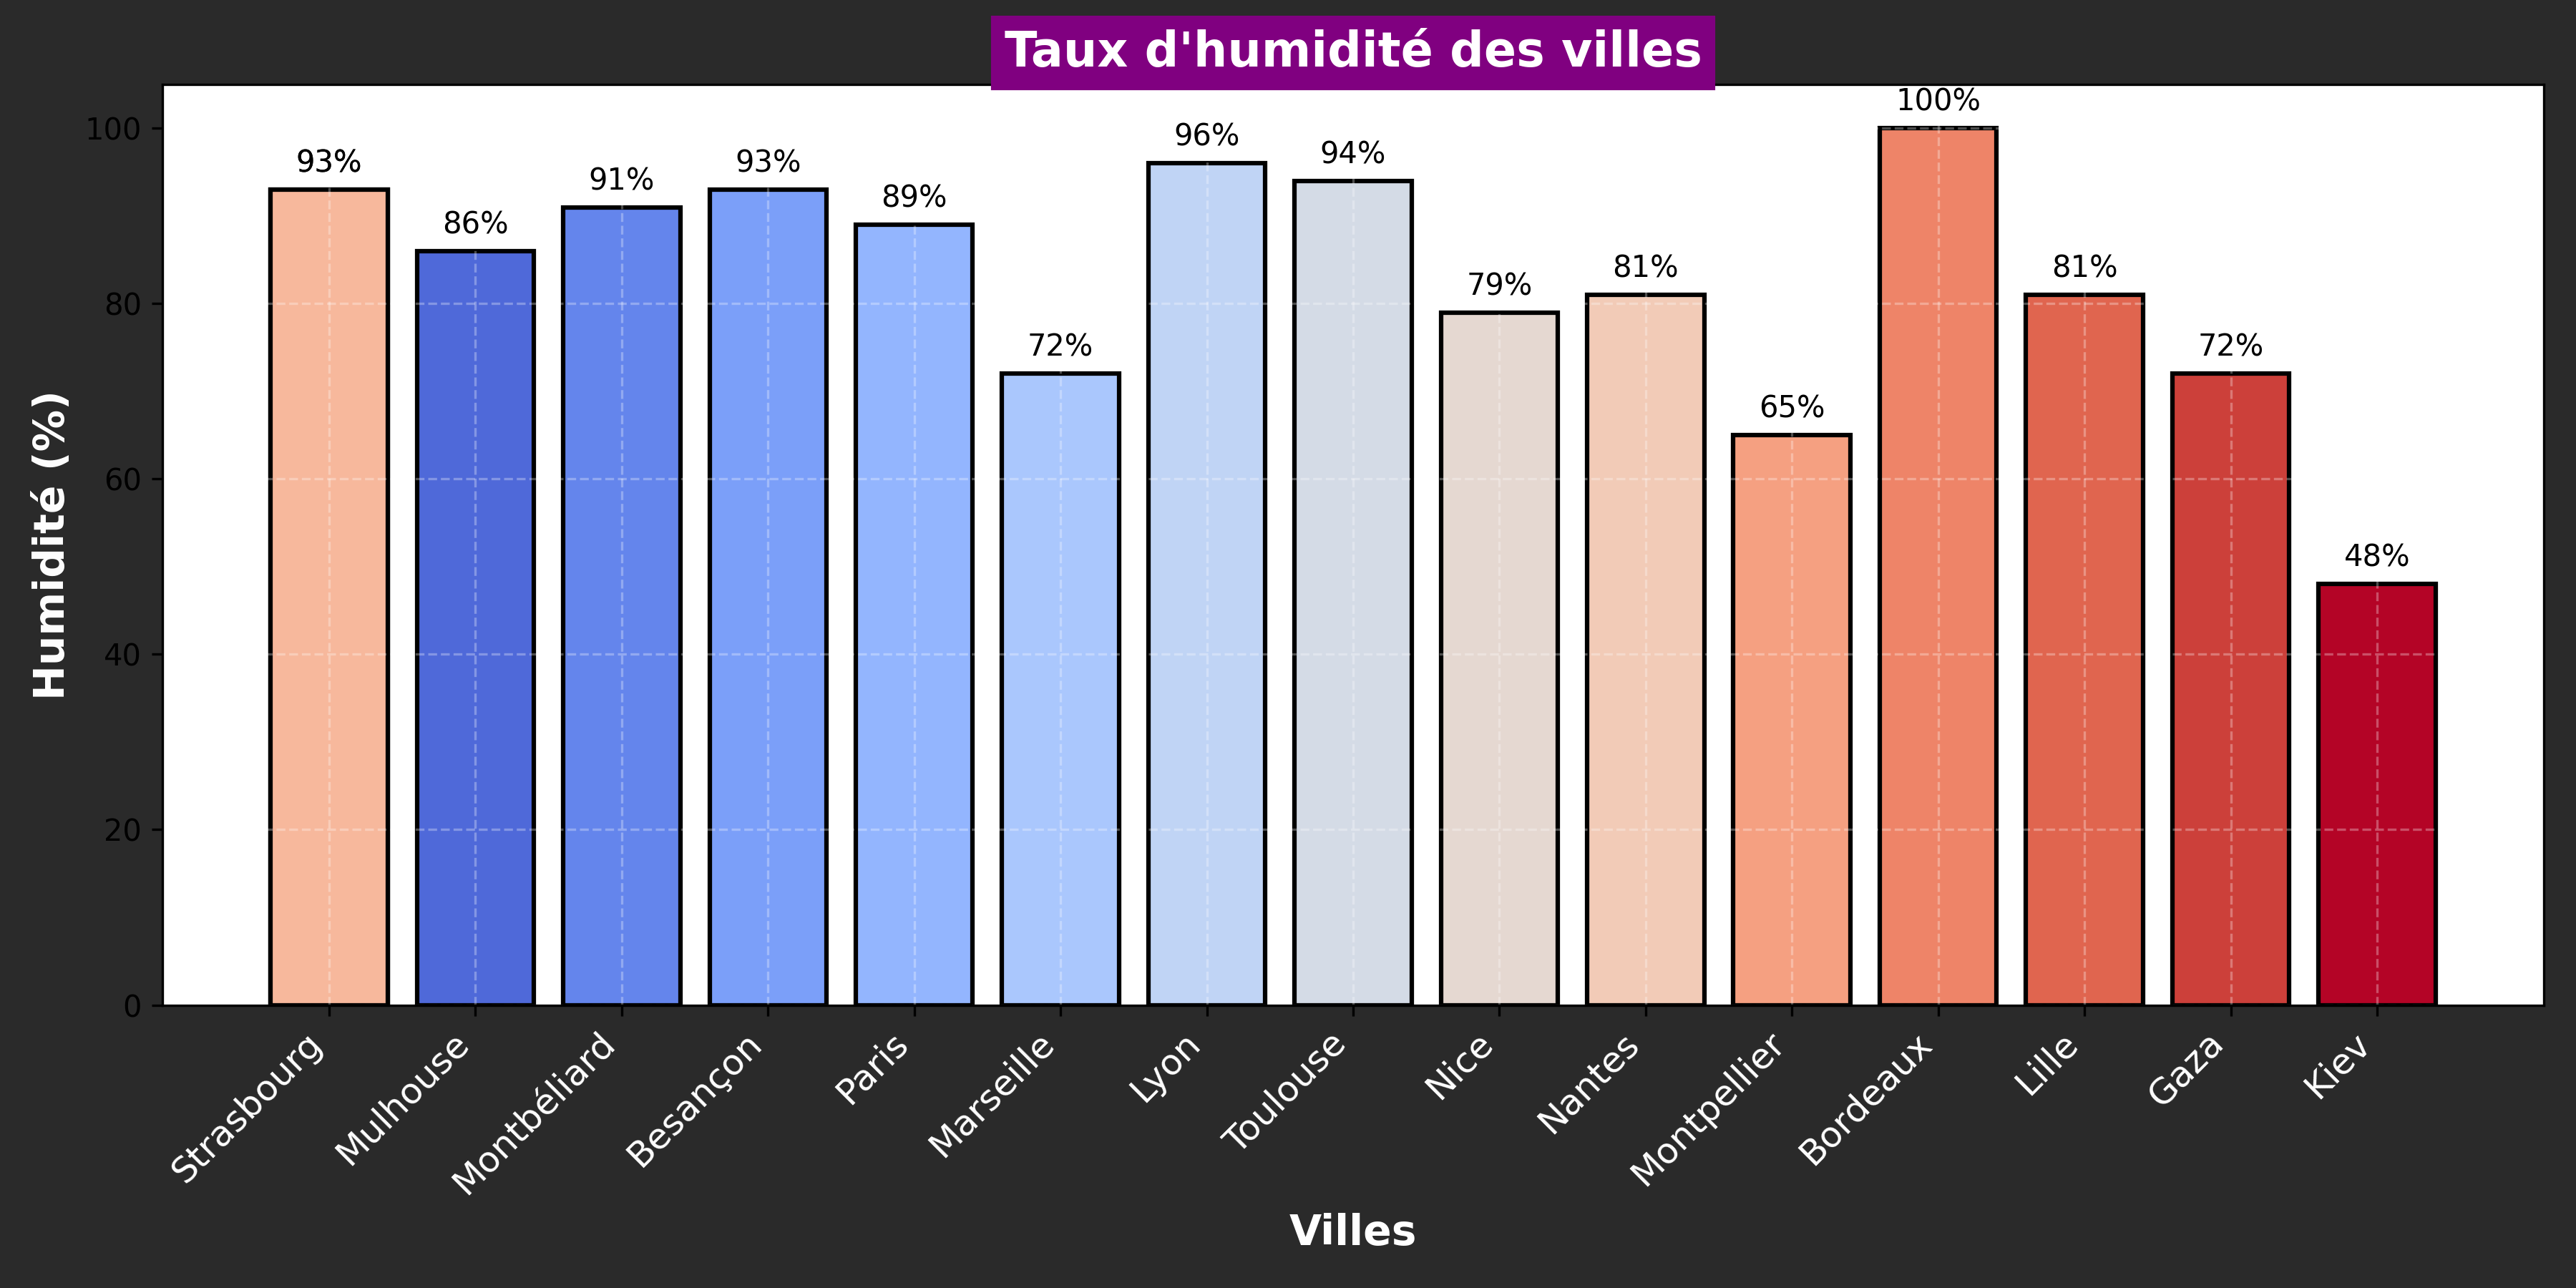 Taux d'humidité des villes
Humidité (%)
100
80
60
40
20
0
93%
86%
91%
93%
89%
72%
96%
94%
79%
81%
65%
100%
81%
72%
48%
Strasbourg
Mulhouse
Montbéliard
Besançon
Paris
Marseille
Lyon
Toulouse
Nice
Nantes
Montpellier
Bordeaux
Lille
Gaza
Kiev
Villes